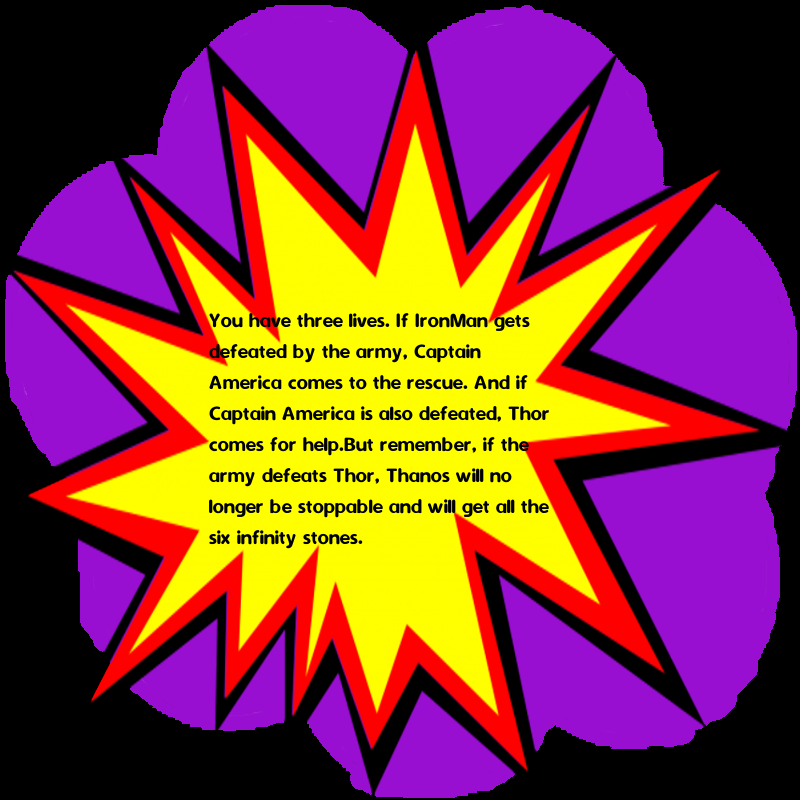 You have three lives. If IronMan gets
defeated by the army, Captain
America comes to the rescue. And if
Captain America is also defeated, Thor
comes for help.But remember, if the
army defeats Thor, Thanos will no
longer be stoppable and will get all the
six infinity stones.